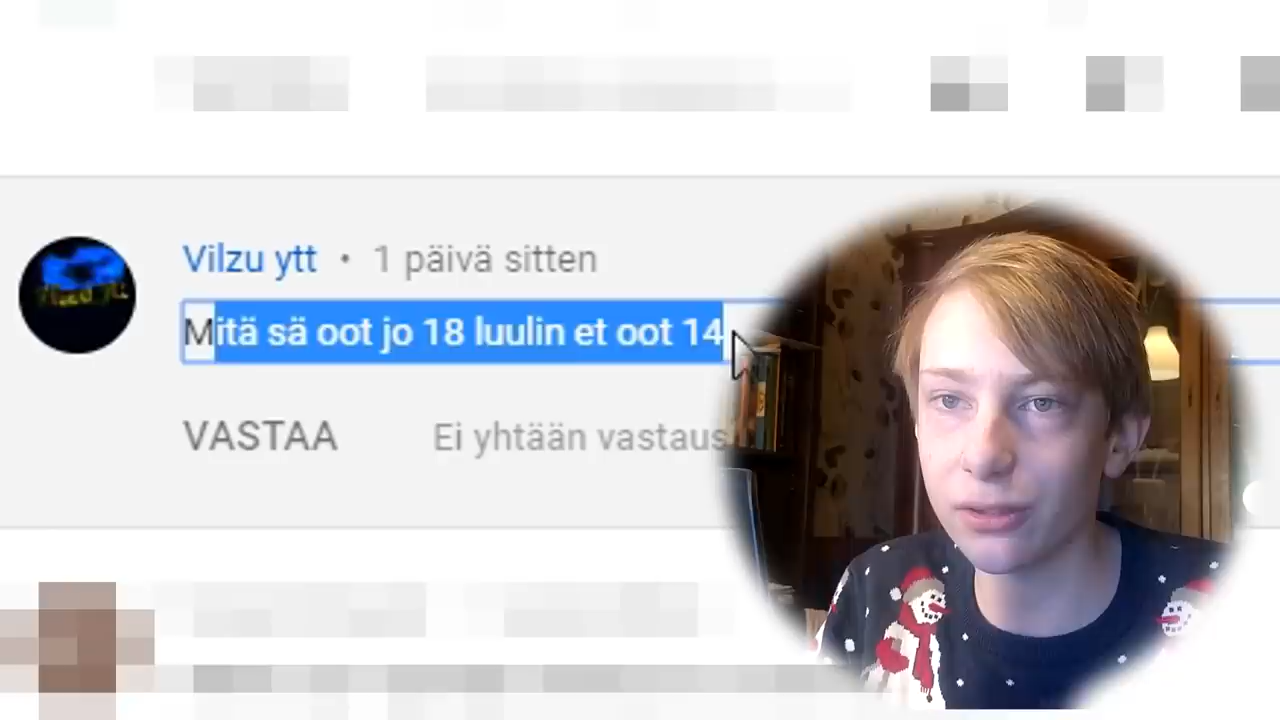 Vilzu ytt • 1 päivä sitten
Mitä sä oot jo 18 luulin et oot 14
VASTAA Ei yhtään vastaus